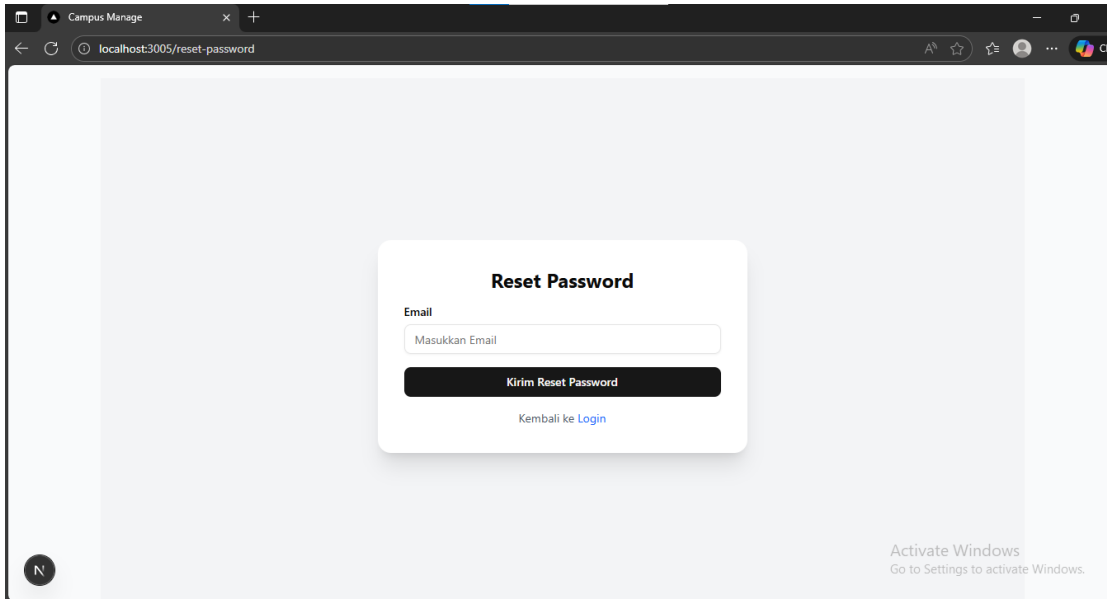 Campus Manage
localhost:3005/reset-password
Reset Password
Email
Masukkan Email
Kirim Reset Password
Kembali ke Login
Activate Windows
Go to Settings to activate Windows.
N